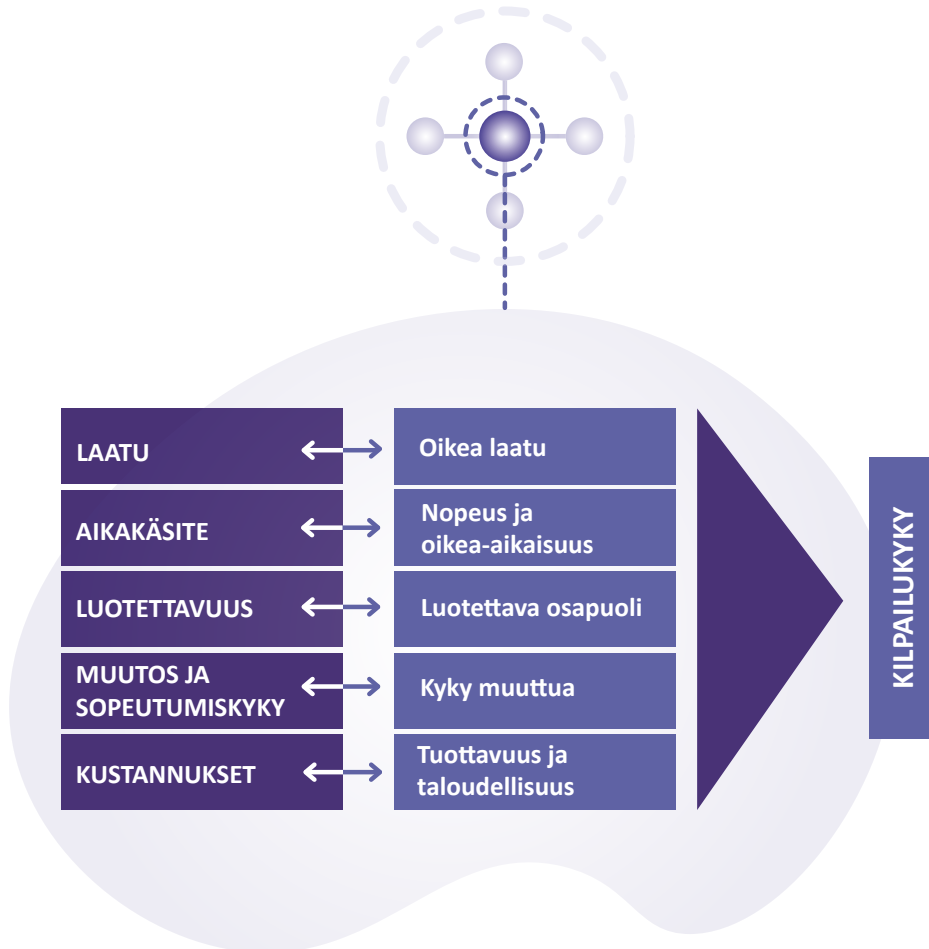 LAATU
Oikea laatu
AIKAKÄSITE
Nopeus ja
oikea-aikaisuus
LUOTETTAVUUS
Luotettava osapuoli
MUUTOS JA
SOPEUTUMISKYKY
Kyky muuttua
KUSTANNUKSET
Tuottavuus ja
taloudellisuus
KILPAILUKYKY